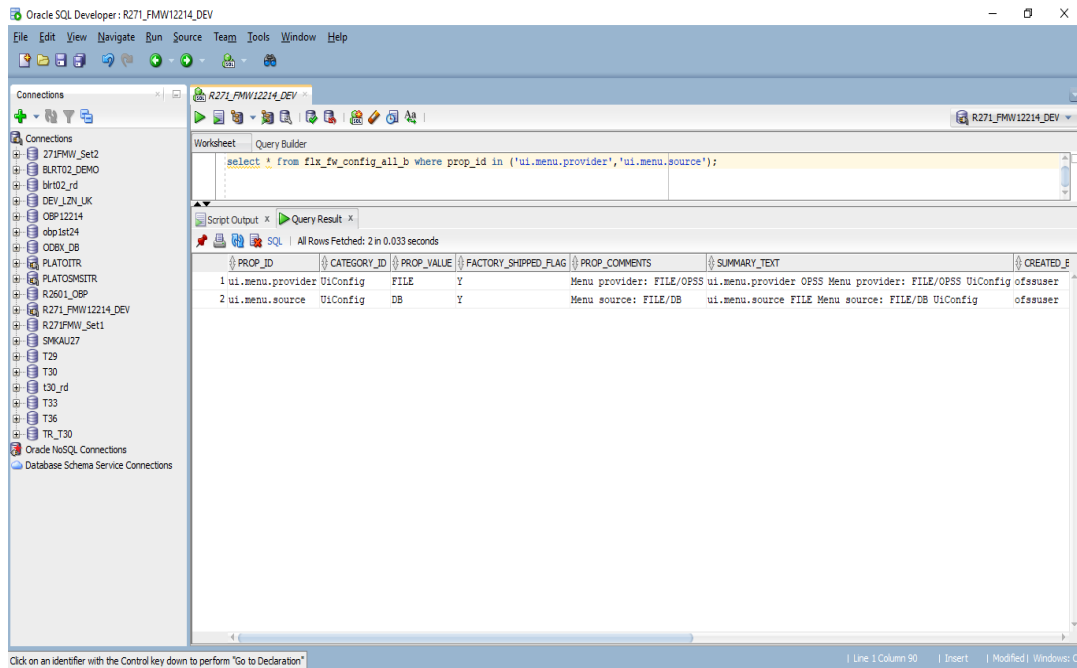 Oracle SQL Developer : R271_FMW12214_DEV
File Edit View Navigate Run Source Team Tools Window Help
Connections
R271_FMW12214_DEV
R271_FMW12214_DEV
Worksheet Query Builder
select * from flx_fw_config_all_b where prop_id in ('ui.menu.provider','ui.menu.source');
Connections
271FMW_Set2
BLRT02_DEMO
blrt02_rd
DEV_LZN_UK
OBP12214
obp1st24
ODBX_DB
PLATOITR
PLATOSMSITR
R2601_OBP
R271_FMW12214_DEV
R271FMW_Set1
SMKAU27
T29
T30
t30_rd
T33
T36
TR_T30
Oracle NoSQL Connections
Database Schema Service Connections
Script Output x Query Result x
SQL | All Rows Fetched: 2 in 0.033 seconds
PROP_ID CATEGORY_ID PROP_VALUE FACTORY_SHIPPED_FLAG PROP_COMMENTS SUMMARY_TEXT CREATED_B
1 ui.menu.provider UiConfig FILE Y Menu provider: FILE/OPSS ui.menu.provider OPSS Menu provider: FILE/OPSS UiConfig ofssuser
2 ui.menu.source UiConfig DB Y Menu source: FILE/DB ui.menu.source FILE Menu source: FILE/DB UiConfig ofssuser
Click on an identifier with the Control key down to perform "Go to Declaration"
| Line 1 Column 90 | Insert | Modified | Windows: C